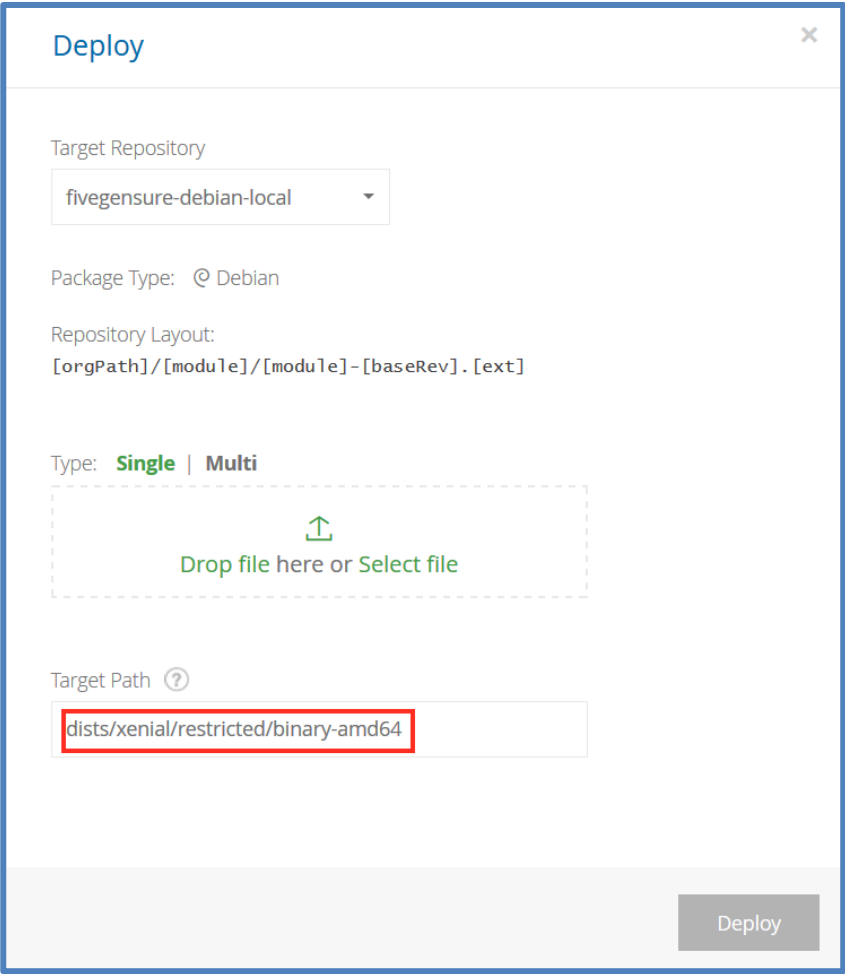 Deploy
×
Target Repository
fivegensure-debian-local
Package Type: Debian
Repository Layout:
[orgPath]/[module]/[module]-[baseRev].[ext]
Type: Single | Multi
Drop file here or Select file
Target Path ?
dists/xenial/restricted/binary-amd64
Deploy